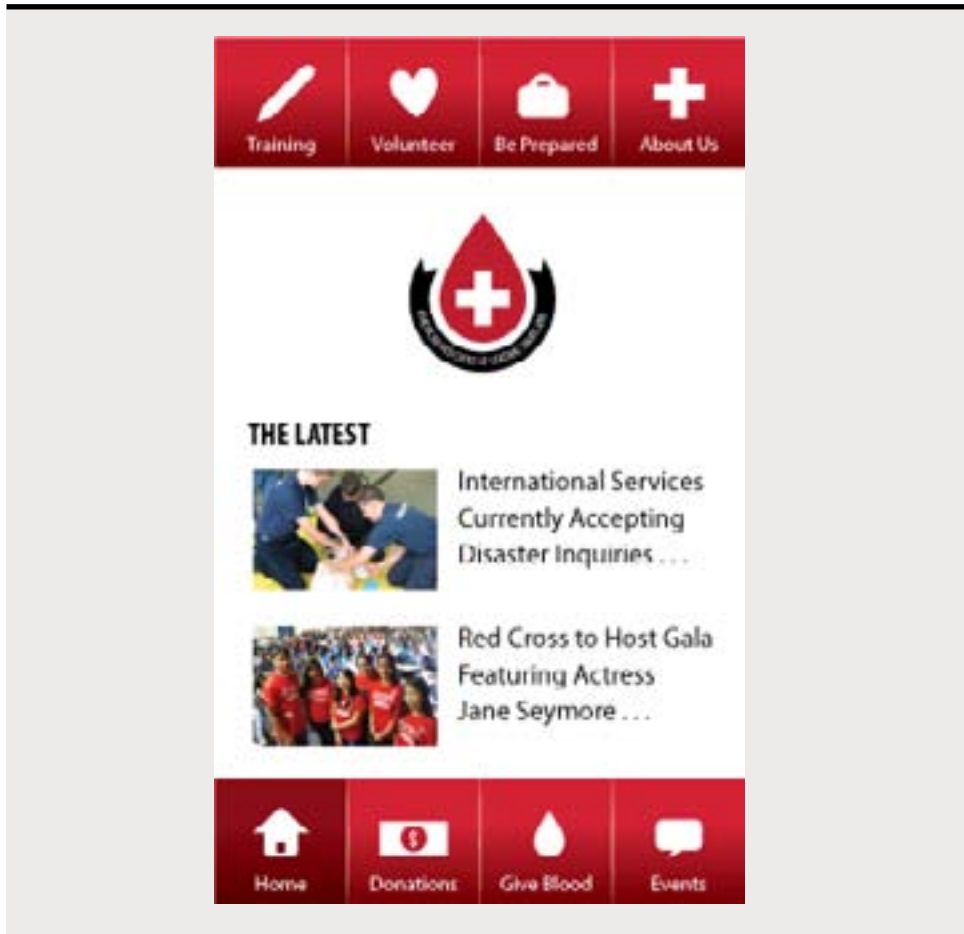 Training Volunteer Be Prepared About Us
THE LATEST
International Services
Currently Accepting
Disaster Inquiries . . .
Red Cross to Host Gala
Featuring Actress
Jane Seymore . . .
Home Donations Give Blood Events